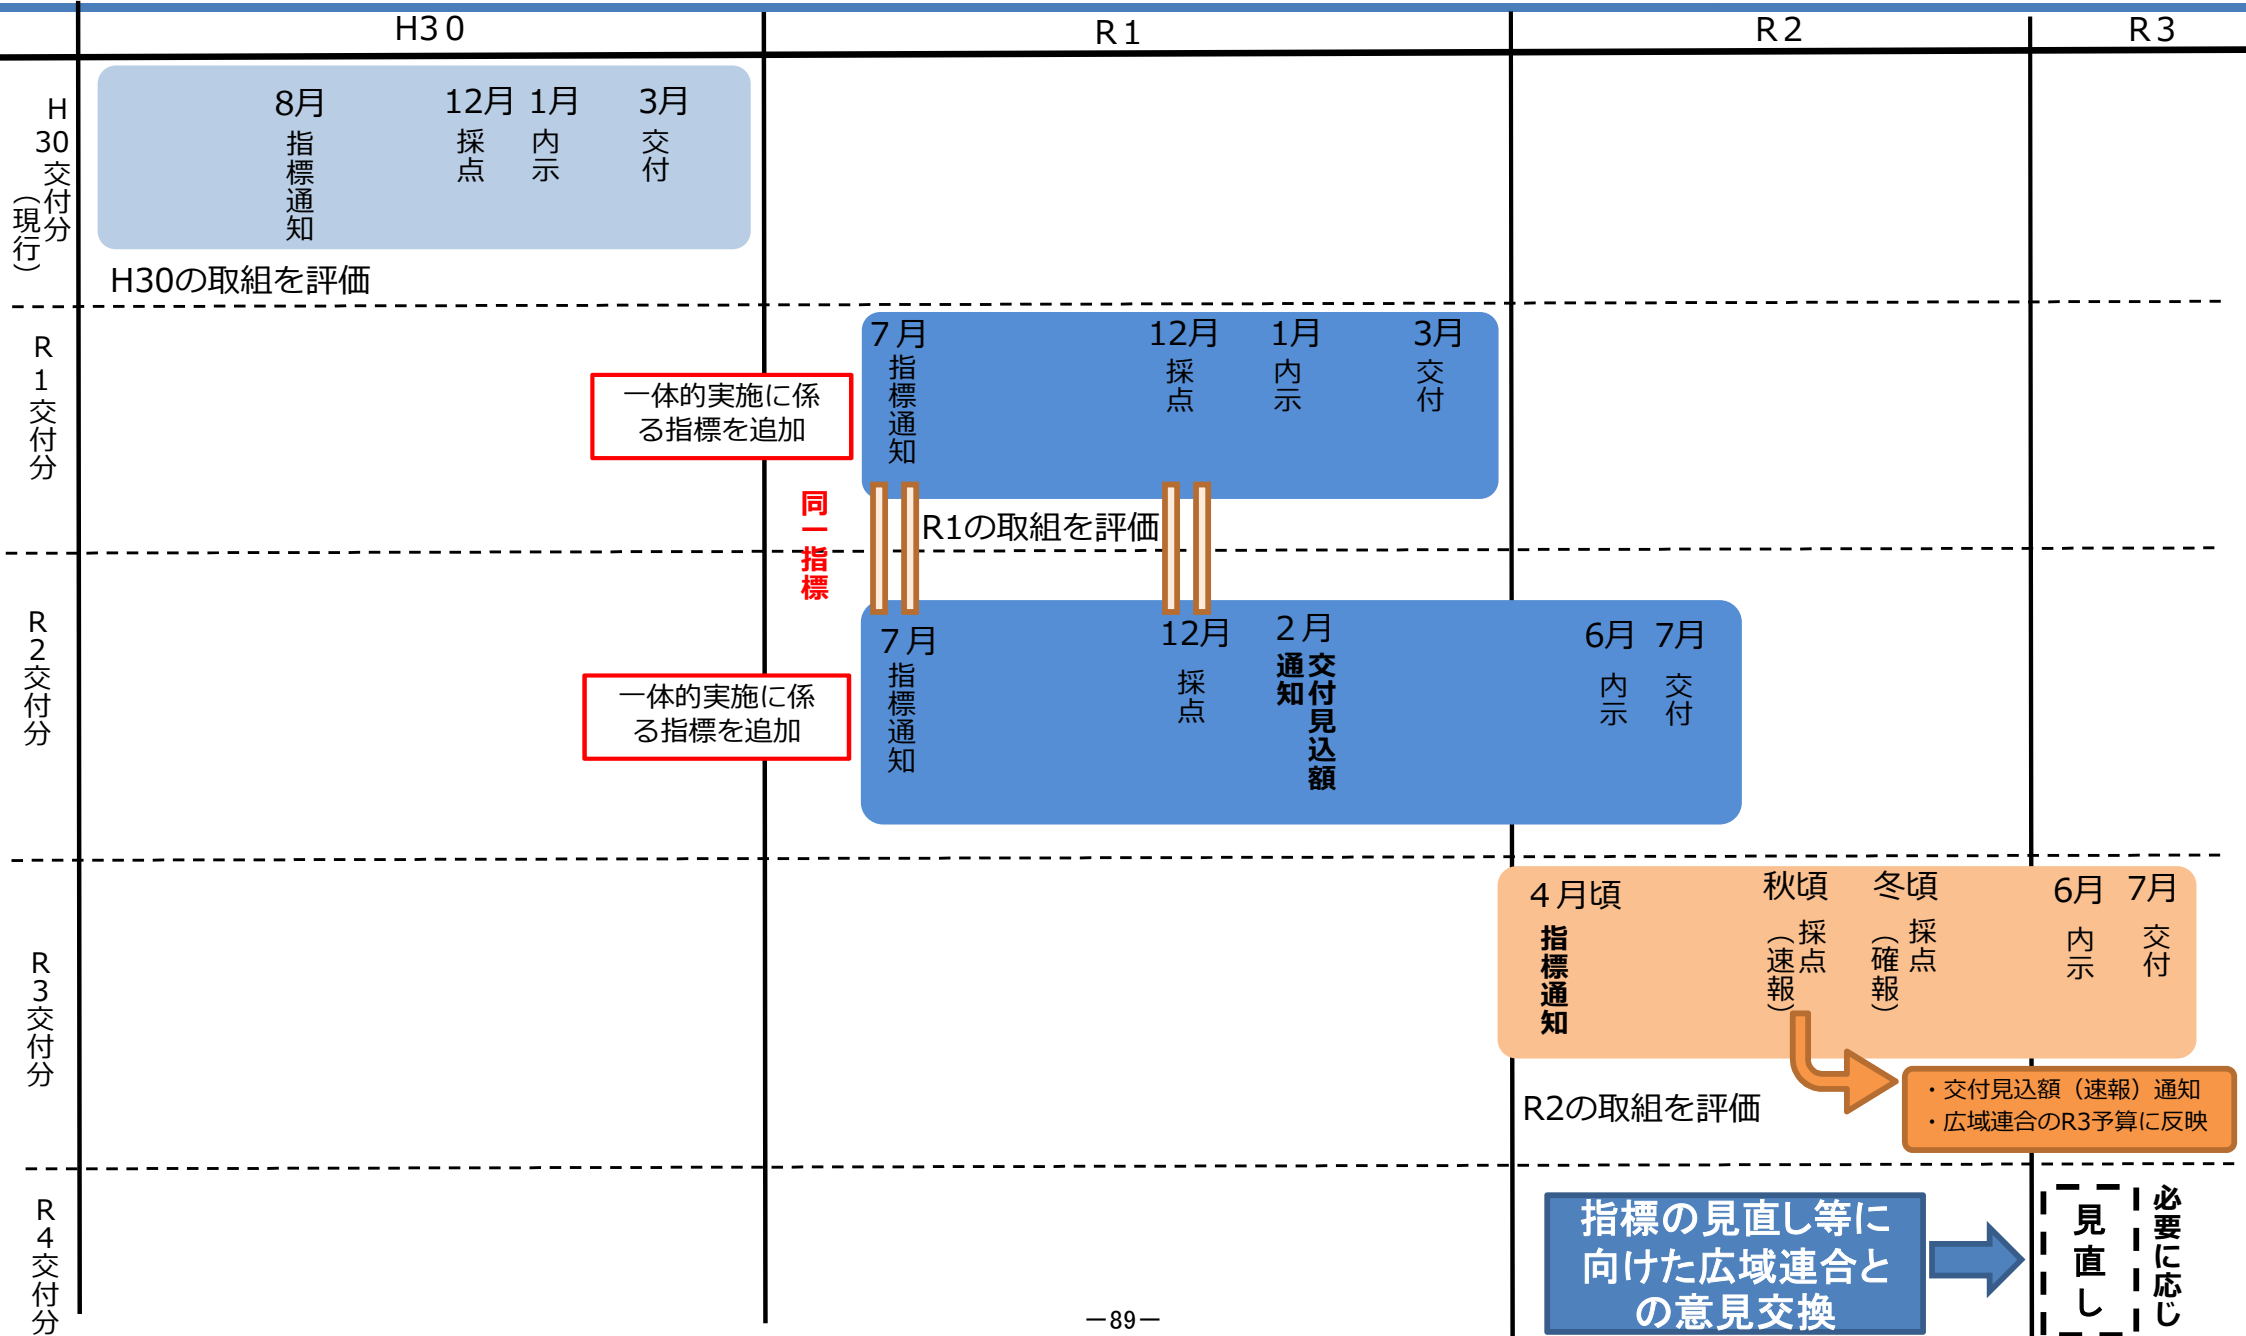 H30
R1
R2
R3
H30交付分
（現行）
8月
指標通知
12月
採点
1月
内示
3月
交付
H30の取組を評価
R1交付分
一体的実施に係
る指標を追加
7月
指標通知
12月
採点
1月
内示
3月
交付
同一指標
R1の取組を評価
R2交付分
一体的実施に係
る指標を追加
7月
指標通知
12月
採点
2月
交付見込額
通知
6月
内示
7月
交付
R3交付分
4月頃
指標通知
秋頃
採点
（速報）
冬頃
採点
（確報）
6月
内示
7月
交付
R2の取組を評価
・交付見込額（速報）通知
・広域連合のR3予算に反映
R4交付分
指標の見直し等に
向けた広域連合と
の意見交換
必要に応じ
見直し
－89－